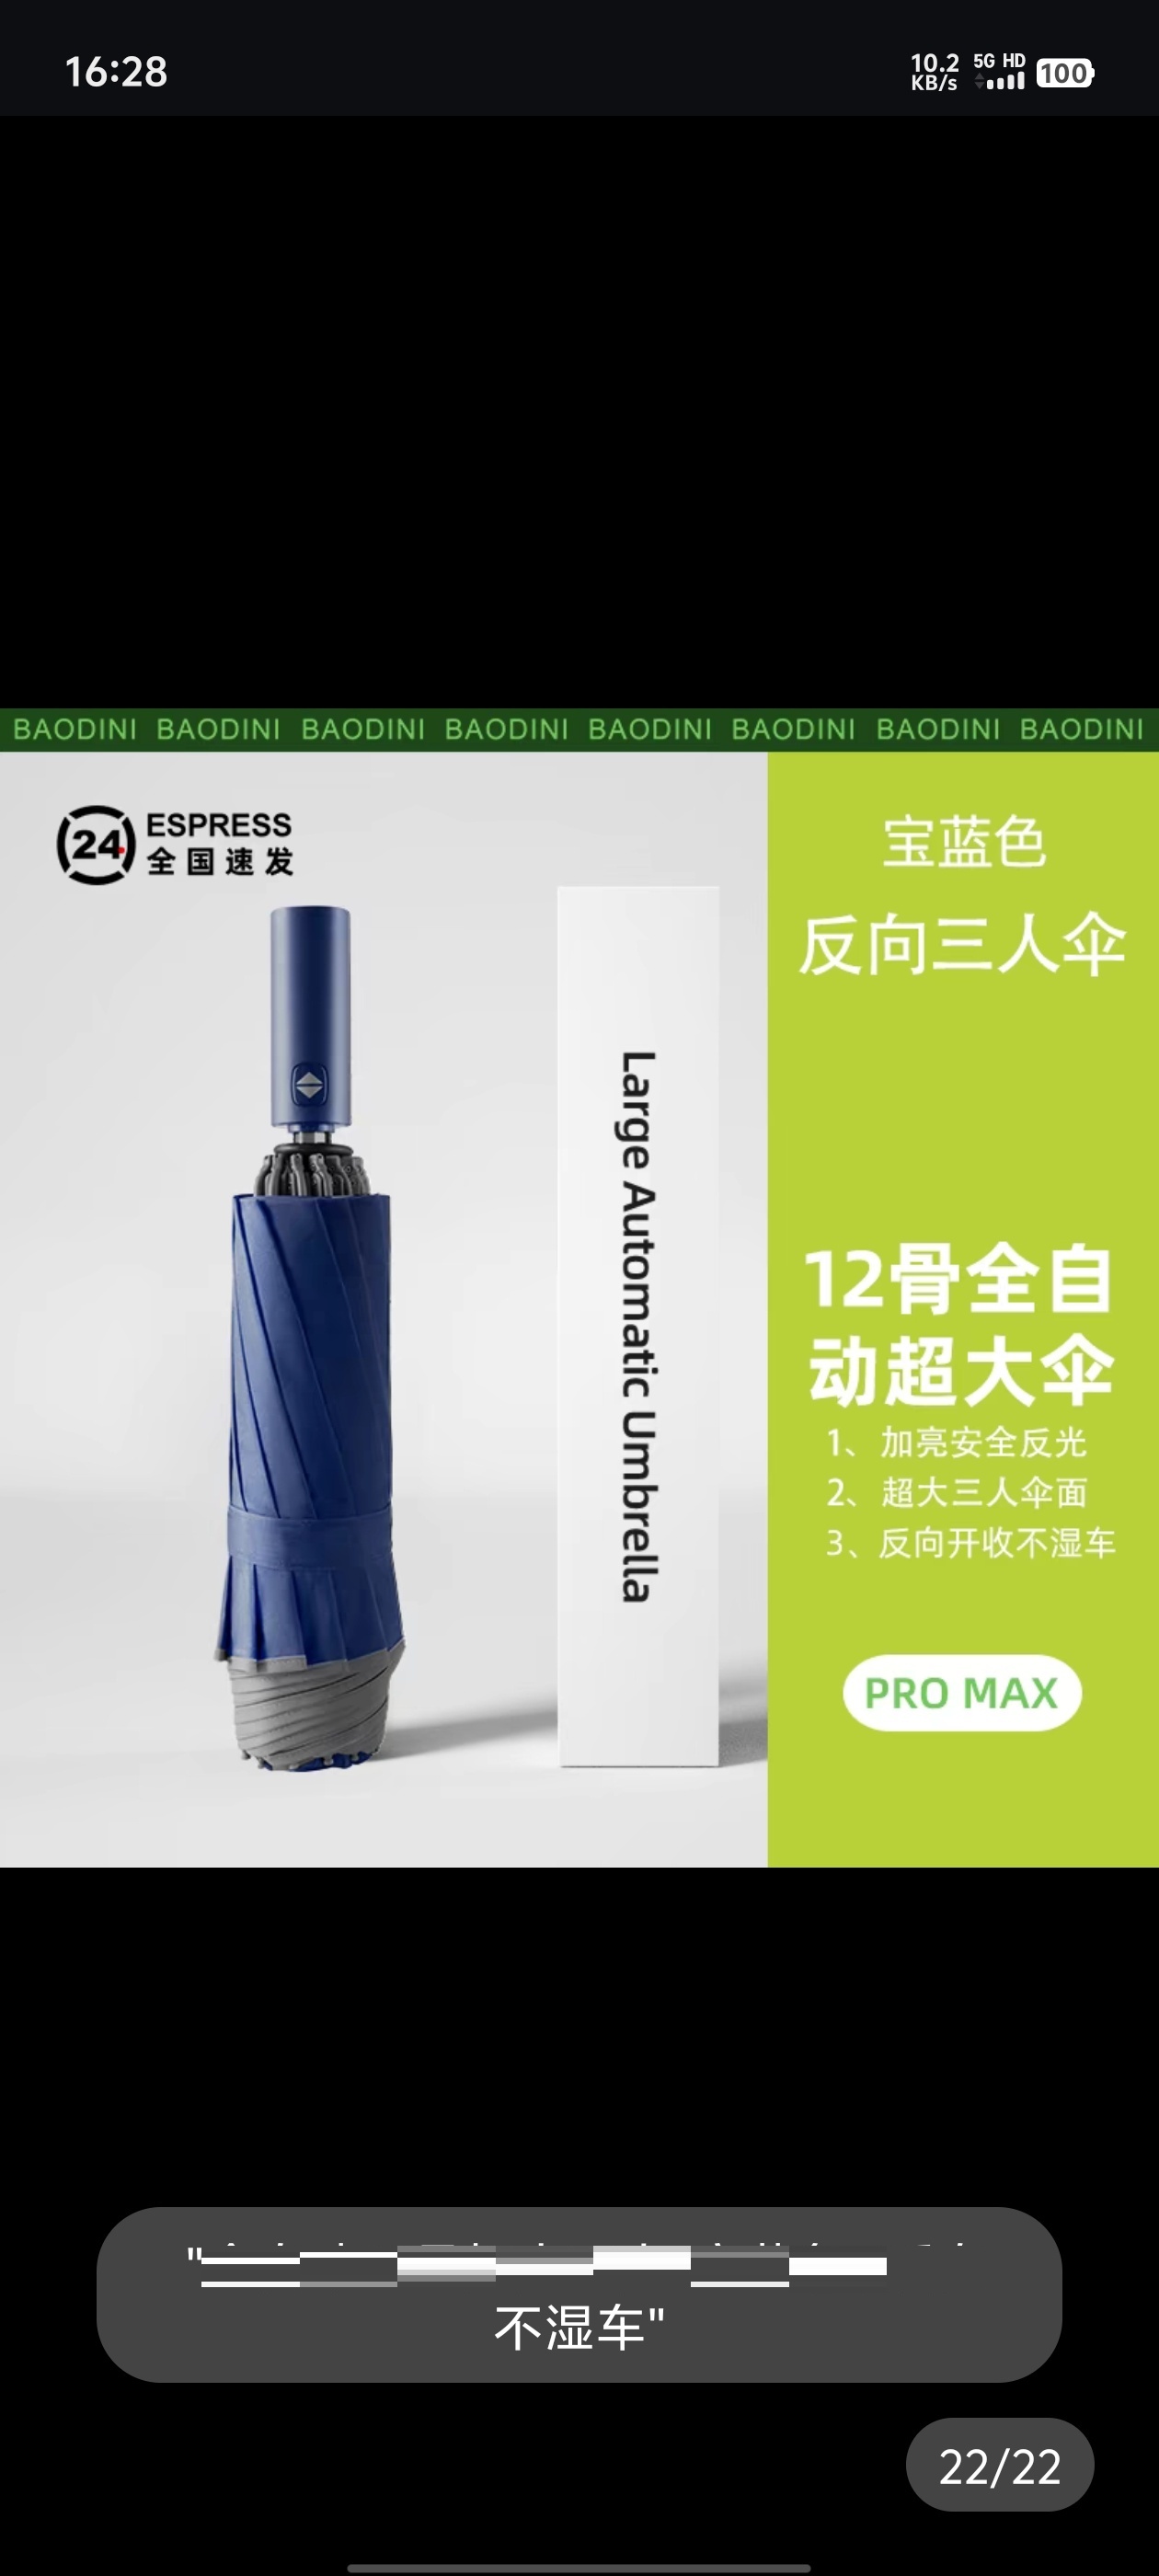 16:28
10.2
KB/s
5G HD
100
BAODINI BAODINI BAODINI BAODINI BAODINI BAODINI BAODINI BAODINI
24
ESPRESS
全国速发
Large Automatic Umbrella
宝蓝色
反向三人伞
12骨全自
动超大伞
1、加亮安全反光
2、超大三人伞面
3、反向开收不湿车
PRO MAX
"
不湿车"
22/22